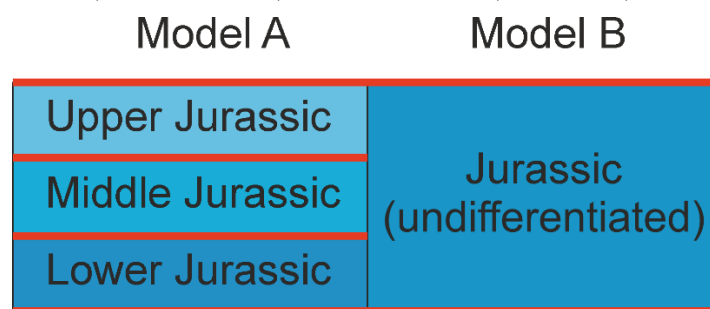 Model A
Model B
Upper Jurassic
Middle Jurassic
Lower Jurassic
Jurassic
(undifferentiated)